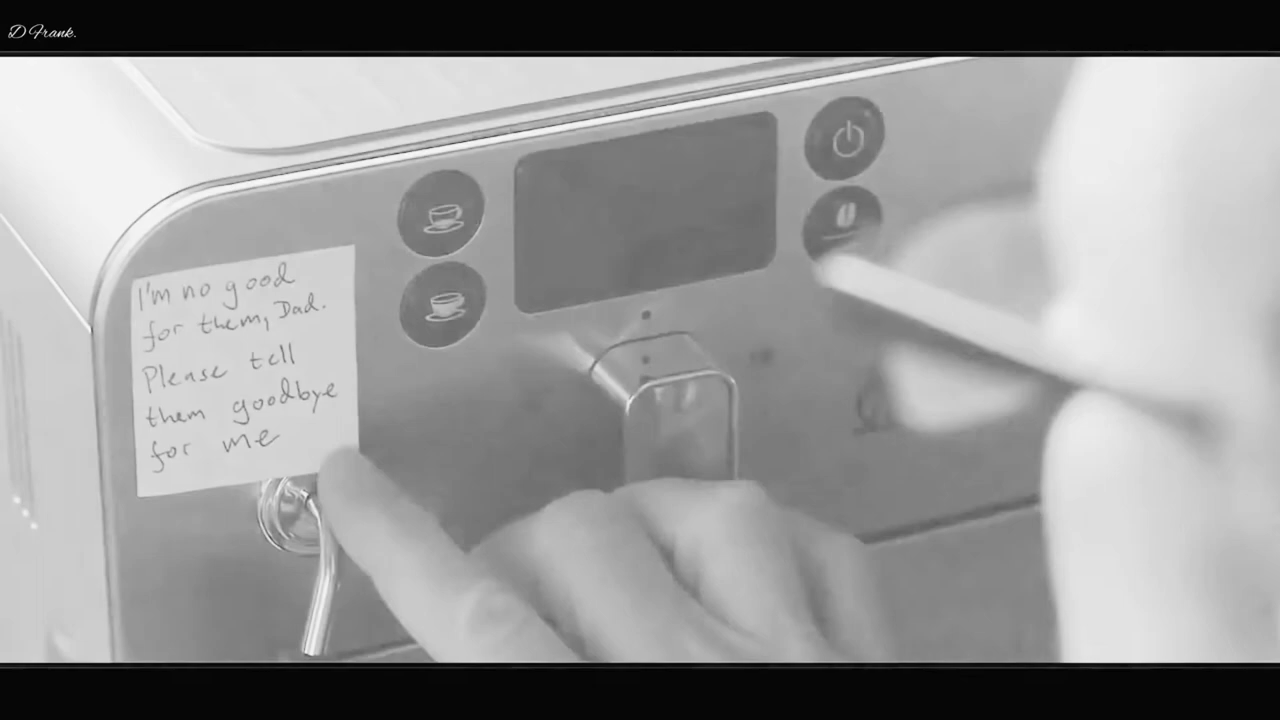 D Frank.
I'm no good
for them, Dad.
Please tell
them goodbye
for me